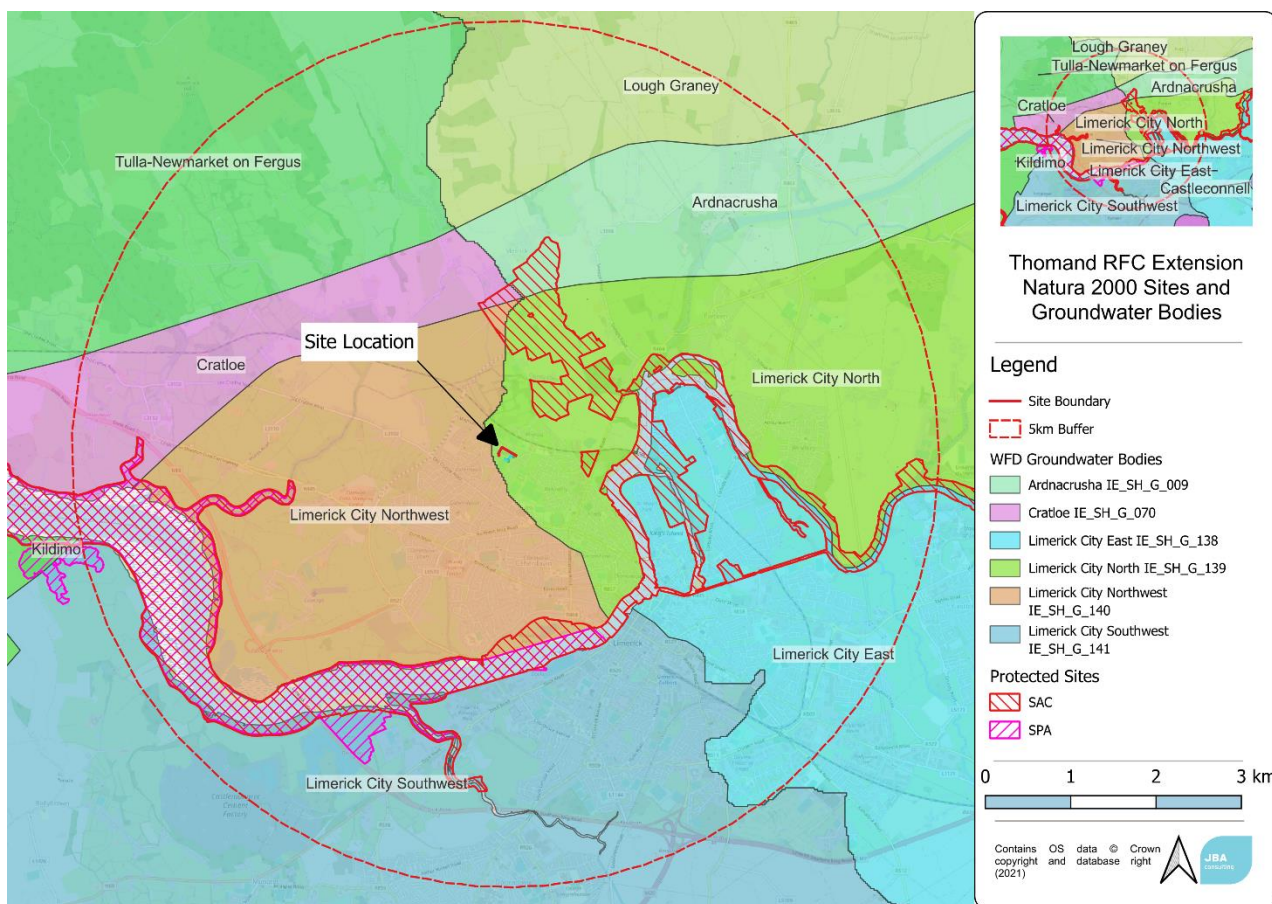 Lough Graney
Tulla-Newmarket on Fergus
Ardnacrusha
Site Location
Cratloe
Limerick City North
Limerick City Northwest
Kildimo
Limerick
Limerick City East
Limerick City Southwest
Lough Graney
Tulla-Newmarket on Fergus
Ardnacrusha
Cratloe
Limerick City North
Limerick City Northwest
Kildimo
Limerick City East-
Castleconnell
Limerick City Southwest
Thomand RFC Extension
Natura 2000 Sites and
Groundwater Bodies
Legend
Site Boundary
5km Buffer
WFD Groundwater Bodies
Ardnacrusha IE_SH_G_009
Cratloe IE_SH_G_070
Limerick City East IE_SH_G_138
Limerick City North IE_SH_G_139
Limerick City Northwest
IE_SH_G_140
Limerick City Southwest
IE_SH_G_141
Protected Sites
SAC
SPA
0 1 2 3 km
Contains OS data © Crown
copyright and database right
(2021)
JBA
consulting